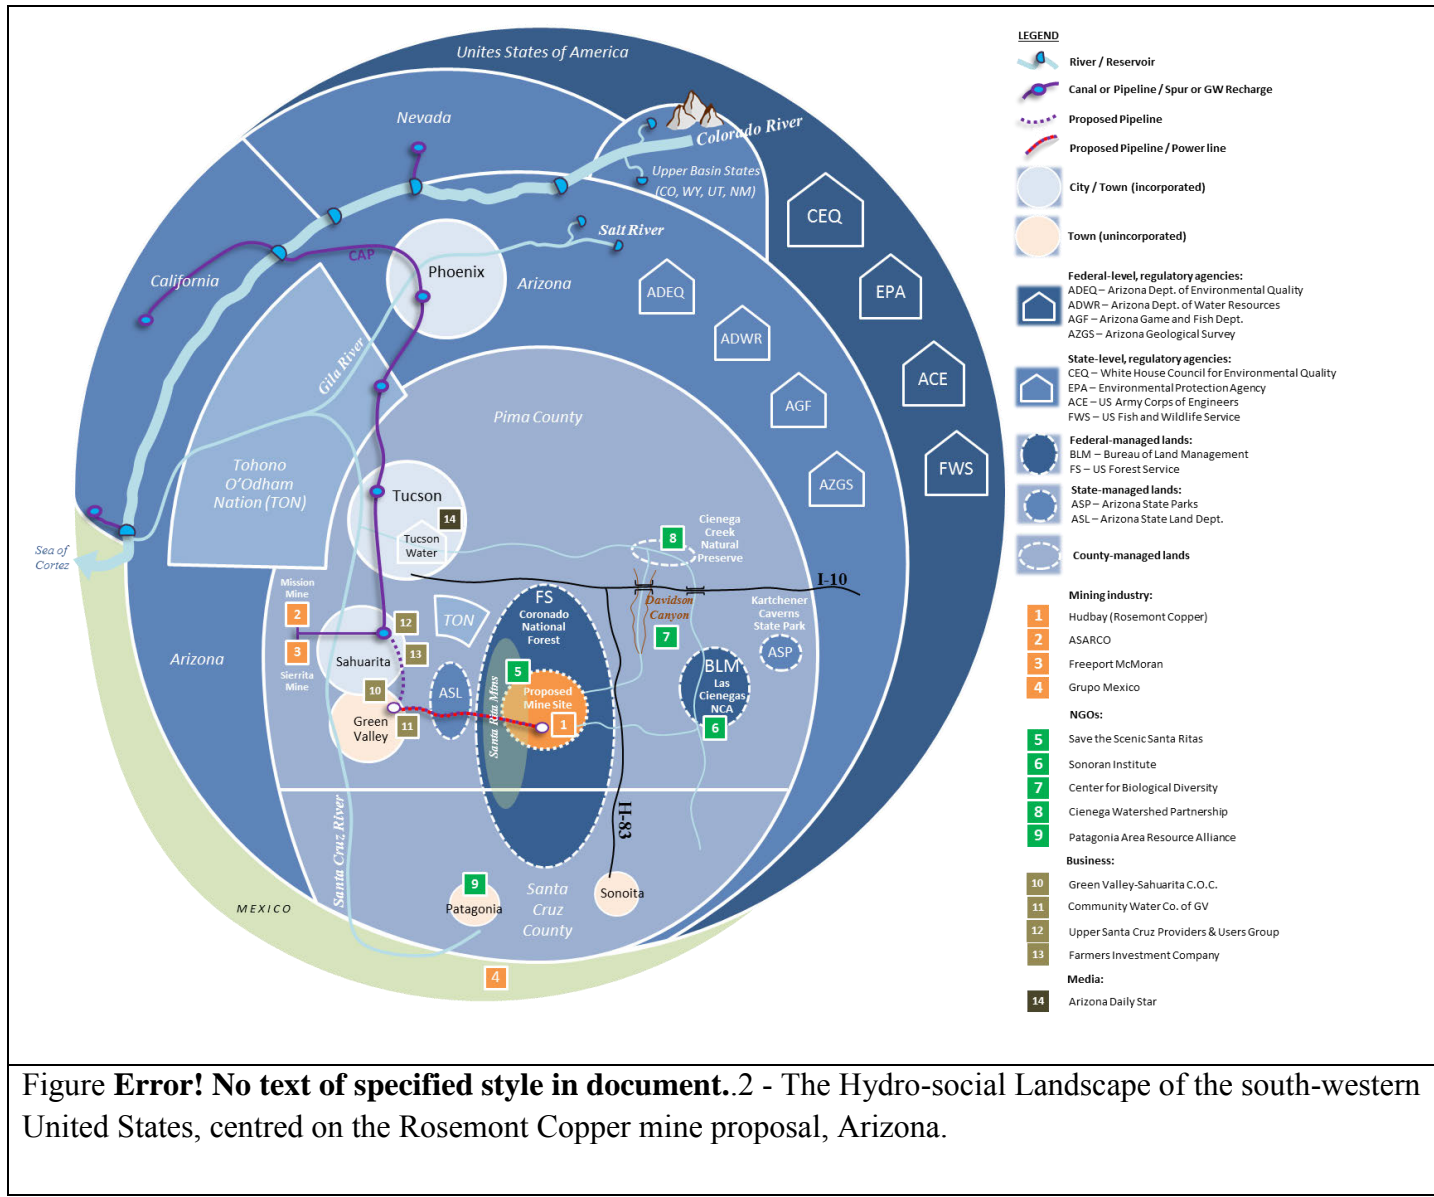 Unites States of America
Nevada
Colorado River
Upper Basin States
(CO, WY, UT, NM)
CEQ
Salt River
CAP
Phoenix
California
Arizona
ADEQ
EPA
ADWR
Gila River
ACE
AGF
Pima County
FWS
Tohono
O'Odham
Nation (TON)
AZGS
Tucson
14
Tucson
Water
Cienega
Creek
Natural
Preserve
8
Sea of
Cortez
I-10
Mission
Mine
2
3
Sierrita
Mine
12
13
Sahuarita
TON
FS
Coronado
National
Forest
Davidson
Canyon
7
Kartchener
Caverns
State Park
ASP
Arizona
10
ASL
5
Santa Rita Mtns
Proposed
Mine Site
1
BLM
Las
Cienegas
NCA
6
Green
Valley
11
H-83
Santa Cruz River
MEXICO
9
Patagonia
Santa
Cruz
County
Sonoita
4
LEGEND
River / Reservoir
Canal or Pipeline / Spur or GW Recharge
Proposed Pipeline
Proposed Pipeline / Power line
City / Town (incorporated)
Town (unincorporated)
Federal-level, regulatory agencies:
ADEQ – Arizona Dept. of Environmental Quality
ADWR – Arizona Dept. of Water Resources
AGF – Arizona Game and Fish Dept.
AZGS – Arizona Geological Survey
State-level, regulatory agencies:
CEQ – White House Council for Environmental Quality
EPA – Environmental Protection Agency
ACE – US Army Corps of Engineers
FWS – US Fish and Wildlife Service
Federal-managed lands:
BLM – Bureau of Land Management
FS – US Forest Service
State-managed lands:
ASP – Arizona State Parks
ASL – Arizona State Land Dept.
County-managed lands
Mining industry:
1 Hudbay (Rosemont Copper)
2 ASARCO
3 Freeport McMoran
4 Grupo Mexico
NGOs:
5 Save the Scenic Santa Ritas
6 Sonoran Institute
7 Center for Biological Diversity
8 Cienega Watershed Partnership
9 Patagonia Area Resource Alliance
Business:
10 Green Valley-Sahuarita C.O.C.
11 Community Water Co. of GV
12 Upper Santa Cruz Providers & Users Group
13 Farmers Investment Company
Media:
14 Arizona Daily Star
Figure Error! No text of specified style in document..2 - The Hydro-social Landscape of the south-western
United States, centred on the Rosemont Copper mine proposal, Arizona.